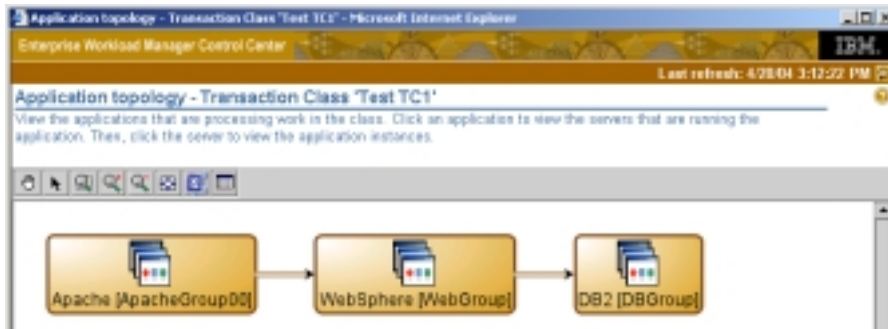 Application topology - Transaction Class 'Test TC1' - Microsoft Internet Explorer
Enterprise Workload Manager Control Center
IBM.
Last refresh: 4/28/04 3:12:22 PM
Application topology - Transaction Class 'Test TC1'
View the applications that are processing work in the class. Click an application to view the servers that are running the
application. Then, click the server to view the application instances.
Apache [ApacheGroup00]
WebSphere [WebGroup]
DB2 [DBGroup]